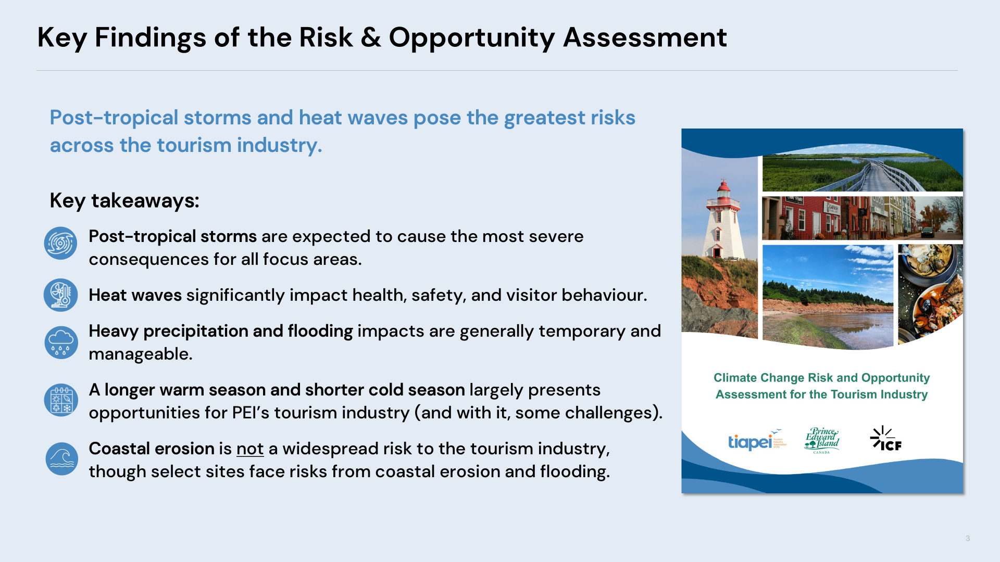 Key Findings of the Risk & Opportunity Assessment
Post-tropical storms and heat waves pose the greatest risks
across the tourism industry.
Key takeaways:
Post-tropical storms are expected to cause the most severe
consequences for all focus areas.
Heat waves significantly impact health, safety, and visitor behaviour.
Heavy precipitation and flooding impacts are generally temporary and
manageable.
A longer warm season and shorter cold season largely presents
opportunities for PEI’s tourism industry (and with it, some challenges).
Coastal erosion is not a widespread risk to the tourism industry,
though select sites face risks from coastal erosion and flooding.
Climate Change Risk and Opportunity
Assessment for the Tourism Industry
tiapei
Tourism
Industry
Association
of PEI
Prince
Edward
Island
CANADA
ICF
3